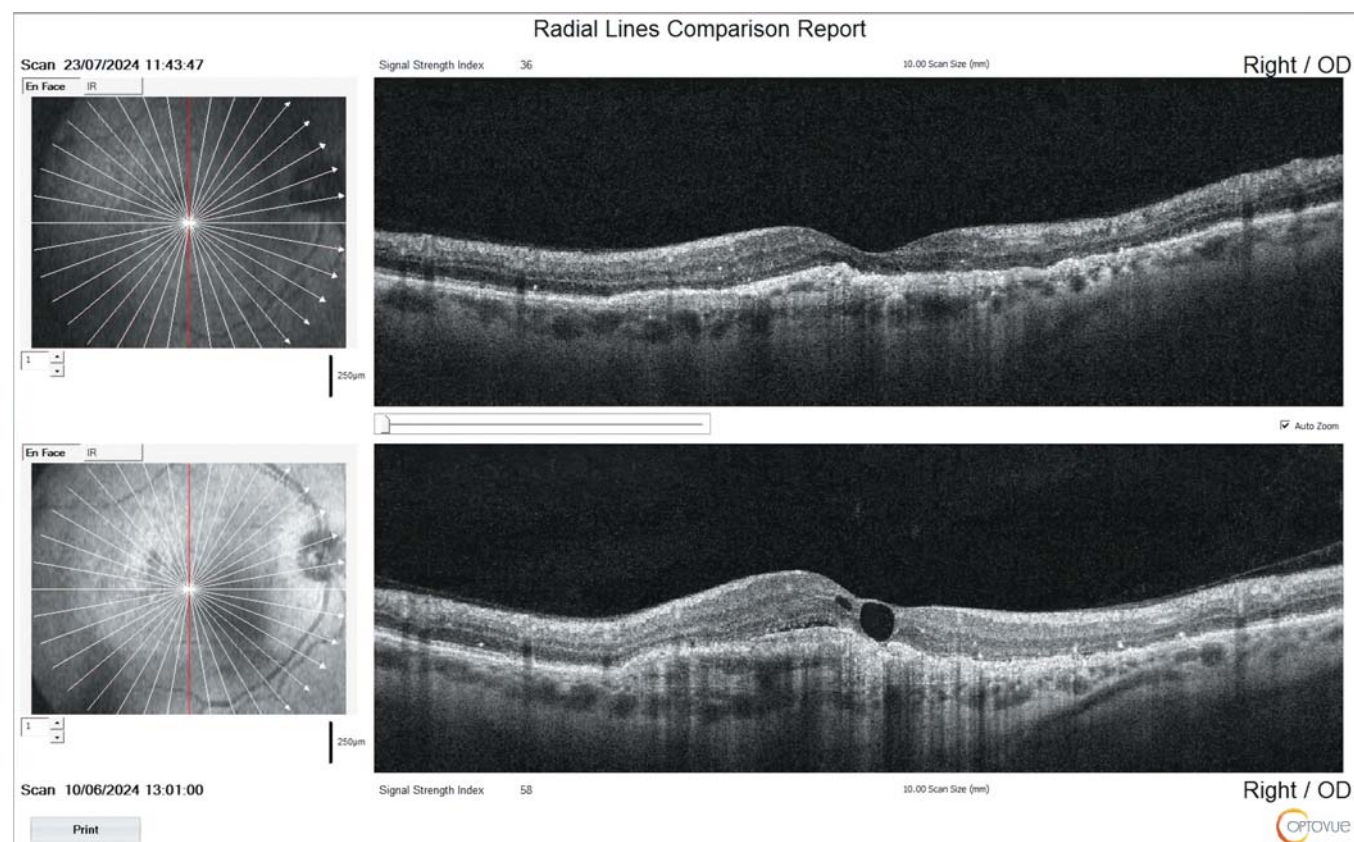 Radial Lines Comparison Report
Scan 23/07/2024 11:43:47
Signal Strength Index 36
10.00 Scan Size (mm)
Right / OD
En Face IR
1
250µm
Auto Zoom
En Face IR
1
250µm
Scan 10/06/2024 13:01:00
Signal Strength Index 58
10.00 Scan Size (mm)
Right / OD
Print
OPTOVUE